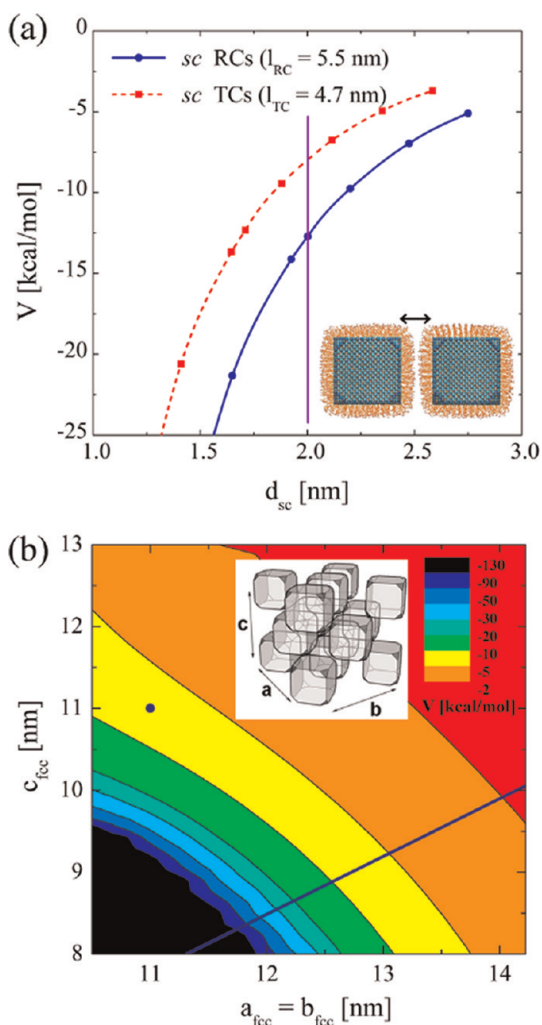 (a)
0
-5
-10
-15
-20
-25
V [kcal/mol]
sc RCs (l_RC = 5.5 nm)
sc TCs (l_TC = 4.7 nm)
1.0 1.5 2.0 2.5 3.0
d_sc [nm]
(b)
13
12
11
10
9
8
c_fcc [nm]
c
a
b
-130
-90
-50
-30
-20
-10
-5
-2
V [kcal/mol]
11 12 13 14
a_fcc = b_fcc [nm]